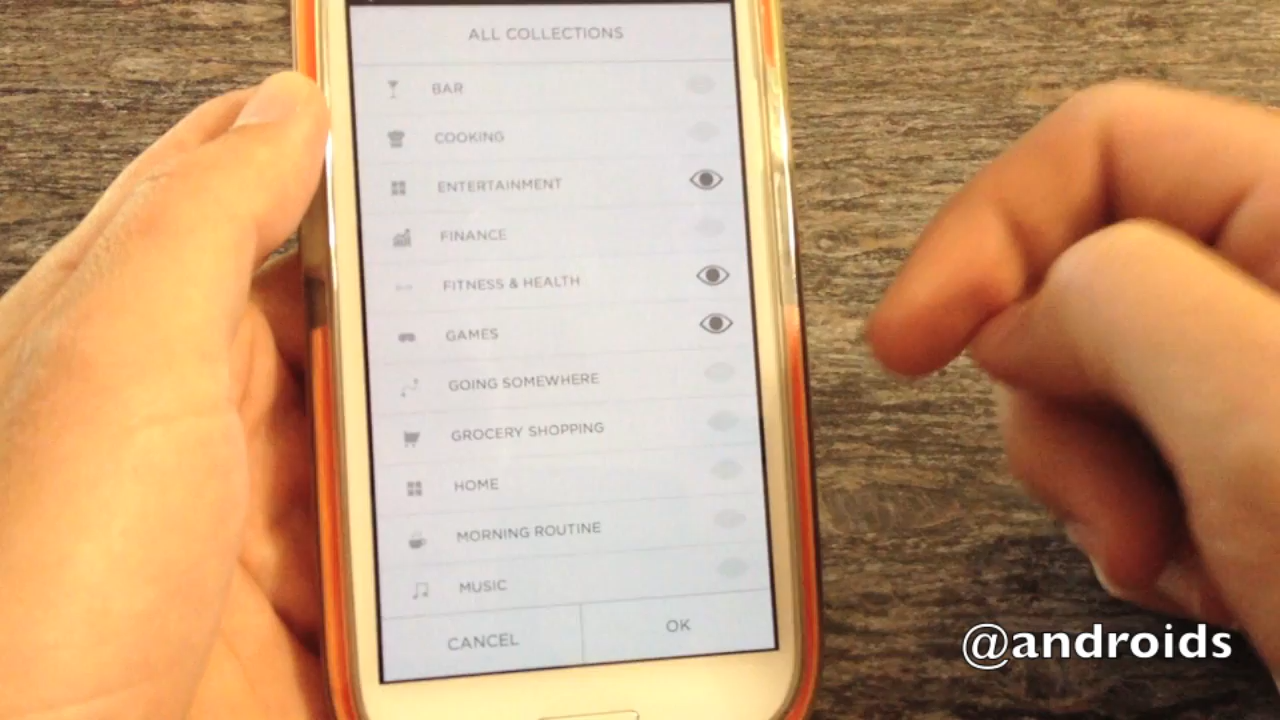 ALL COLLECTIONS
BAR
COOKING
ENTERTAINMENT
FINANCE
FITNESS & HEALTH
GAMES
GOING SOMEWHERE
GROCERY SHOPPING
HOME
MORNING ROUTINE
MUSIC
CANCEL OK
@androids